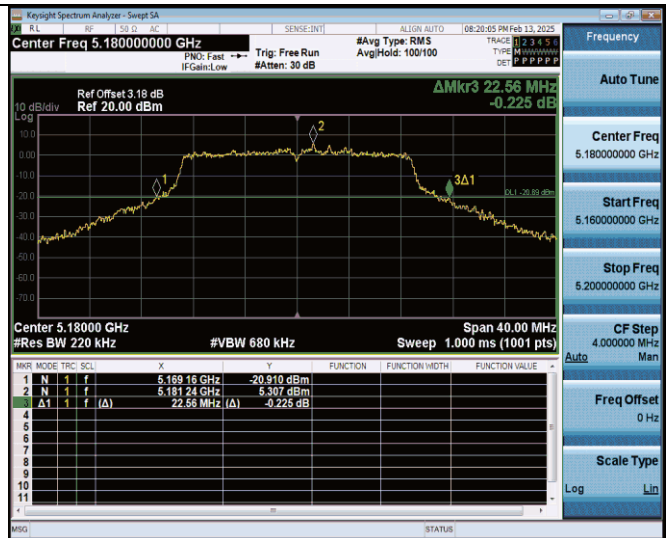 Keysight Spectrum Analyzer - Swept SA
RL RF 50 Ω AC SENSE:INT ALIGN AUTO 08:20:05 PM Feb 13, 2025
Center Freq 5.180000000 GHz
PNO: Fast
IFGain:Low
Trig: Free Run
#Atten: 30 dB
#Avg Type: RMS
Avg|Hold: 100/100
TRACE 1 2 3 4 5 6
TYPE M
DET P P P P P P
Ref Offset 3.18 dB
Ref 20.00 dBm
10 dB/div
Log
ΔMkr3 22.56 MHz
-0.225 dB
10.0
0.00
-10.0
-20.0
-30.0
-40.0
-50.0
-60.0
-70.0
1
2
3Δ1
DL1 -20.69 dBm
Center 5.18000 GHz
#Res BW 220 kHz
#VBW 680 kHz
Span 40.00 MHz
Sweep 1.000 ms (1001 pts)
MKR MODE TRC SCL X Y FUNCTION FUNCTION WIDTH FUNCTION VALUE
1 N 1 f 5.169 16 GHz -20.910 dBm
2 N 1 f 5.181 24 GHz 5.307 dBm
3 Δ1 1 f (Δ) 22.56 MHz (Δ) -0.225 dB
4
5
6
7
8
9
10
11
MSG STATUS
Frequency
Auto Tune
Center Freq
5.180000000 GHz
Start Freq
5.160000000 GHz
Stop Freq
5.200000000 GHz
CF Step
4.000000 MHz
Auto Man
Freq Offset
0 Hz
Scale Type
Log Lin